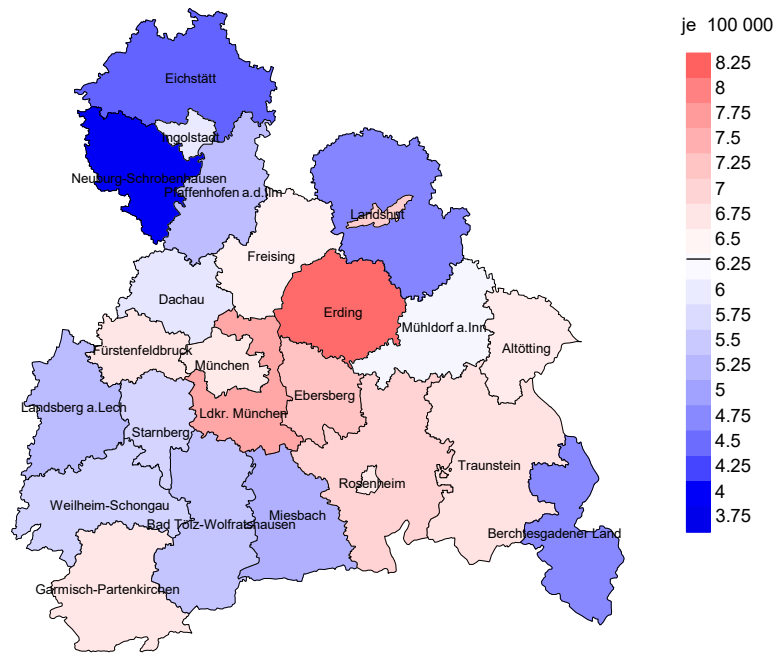 je 100 000
8.25
8
7.75
7.5
7.25
7
6.75
6.5
6.25
6
5.75
5.5
5.25
5
4.75
4.5
4.25
4
3.75
Eichstätt
Ingolstadt
Neuburg-Schrobenhausen
Pfaffenhofen a.d.Ilm
Landshut
Freising
Dachau
Erding
Mühldorf a.Inn
Altötting
Fürstenfeldbruck
München
Ebersberg
Landsberg a.Lech
Ldkr. München
Starnberg
Traunstein
Rosenheim
Weilheim-Schongau
Miesbach
Bad Tölz-Wolfratshausen
Berchtesgadener Land
Garmisch-Partenkirchen